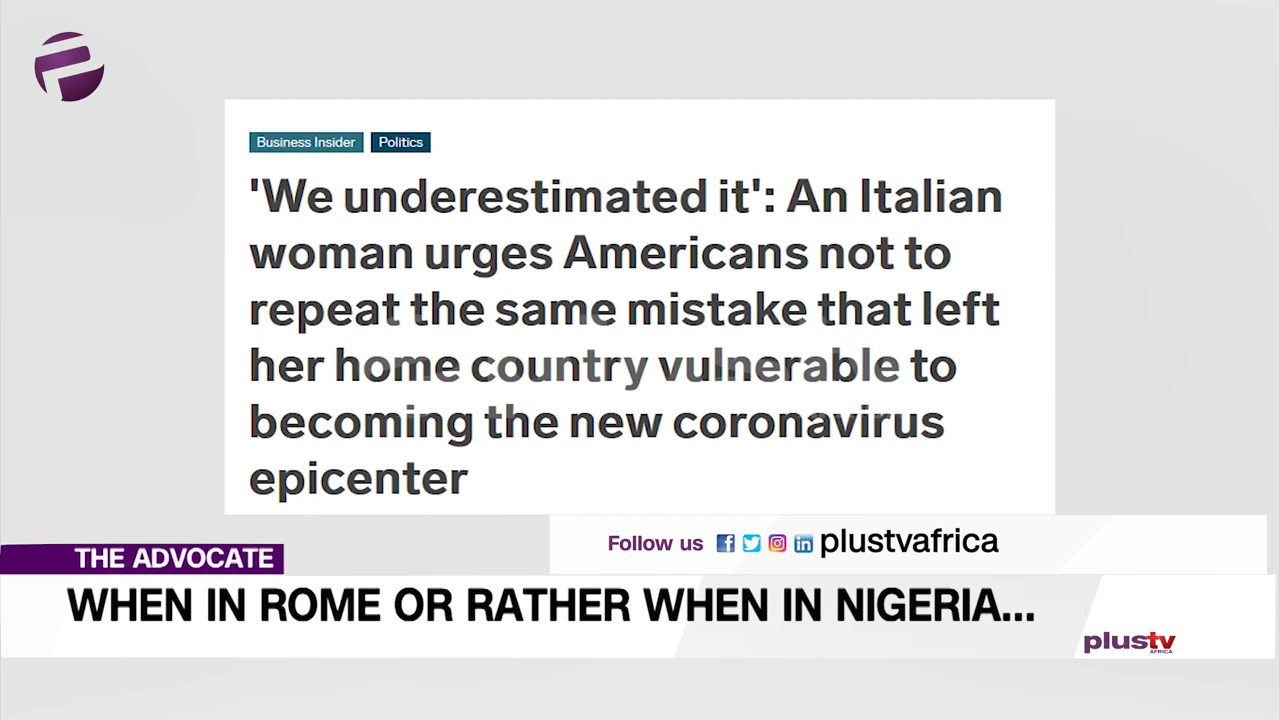 Business Insider Politics
'We underestimated it': An Italian
woman urges Americans not to
repeat the same mistake that left
her home country vulnerable to
becoming the new coronavirus
epicenter
Follow us plustvafrica
THE ADVOCATE
WHEN IN ROME OR RATHER WHEN IN NIGERIA...
plustv
AFRICA